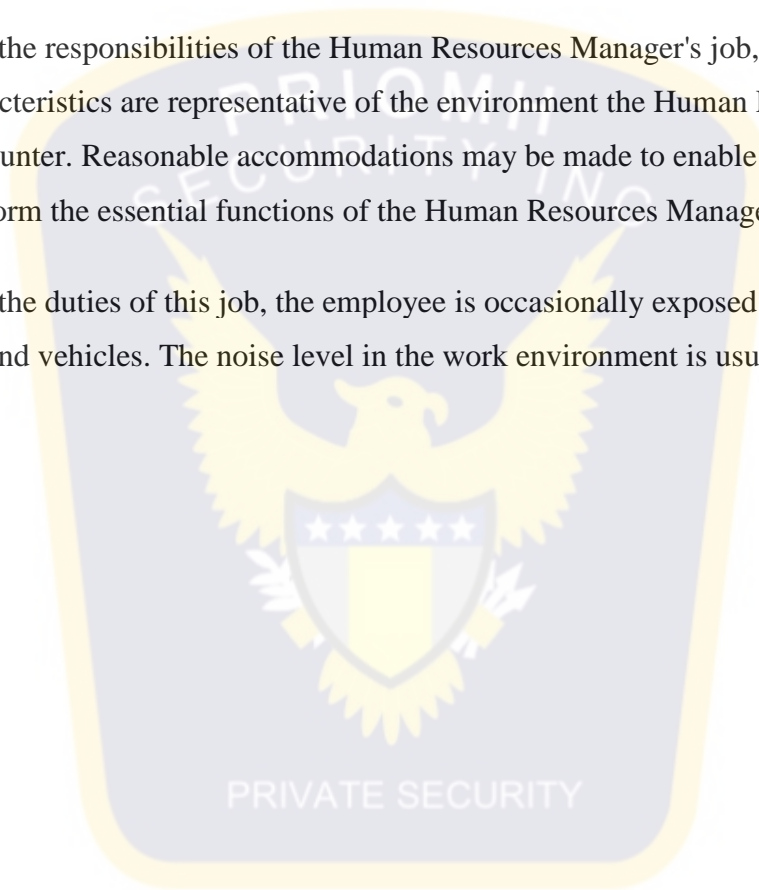 PRIOMH
SECURITY INC
the responsibilities of the Human Resources Manager's job,
cteristics are representative of the environment the Human
unter. Reasonable accommodations may be made to enable
orm the essential functions of the Human Resources Manage
the duties of this job, the employee is occasionally exposed
nd vehicles. The noise level in the work environment is usu
PRIVATE SECURITY